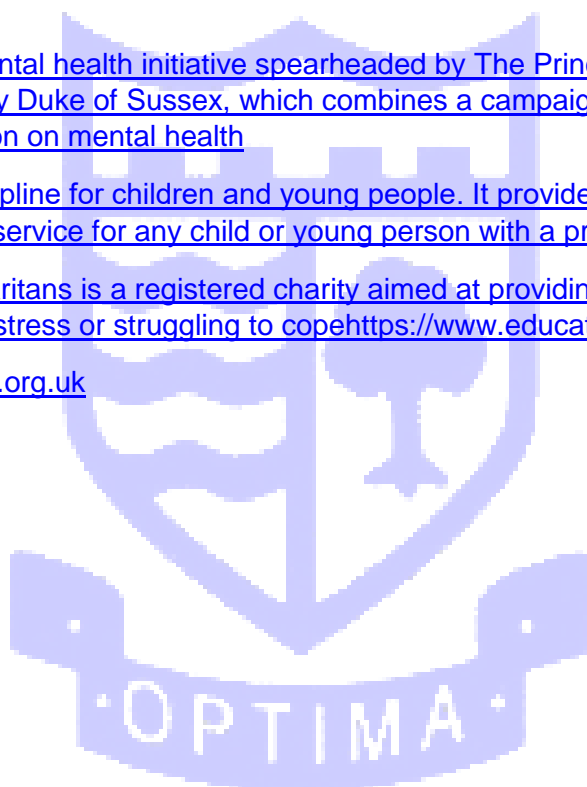 ntal health initiative spearheaded by The Princ
y Duke of Sussex, which combines a campaig
on on mental health
pline for children and young people. It provide
service for any child or young person with a pr
ritans is a registered charity aimed at providin
stress or struggling to copehttps://www.educat
.org.uk
·OPTIMA·